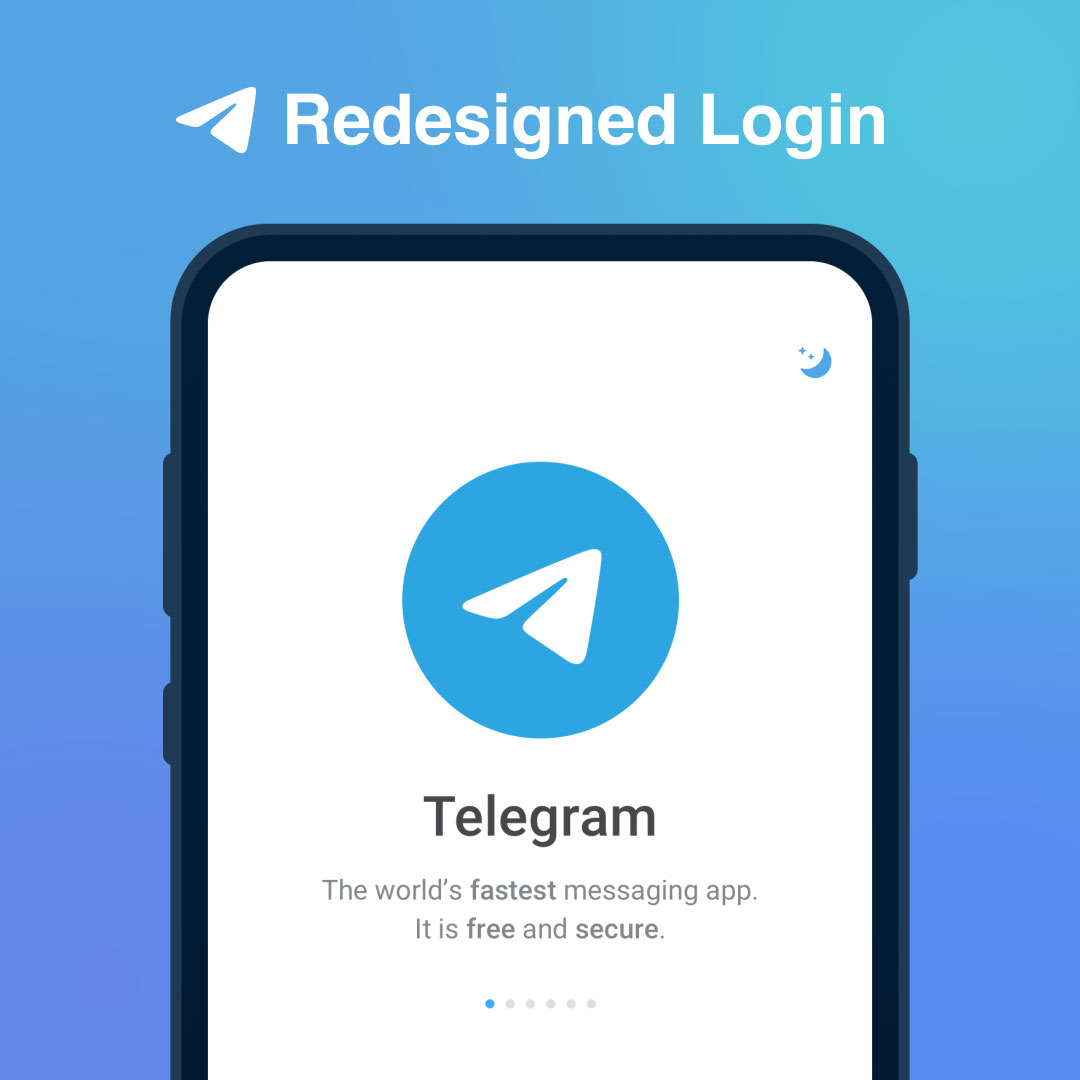 Redesigned Login
Telegram
The world’s fastest messaging app.
It is free and secure.